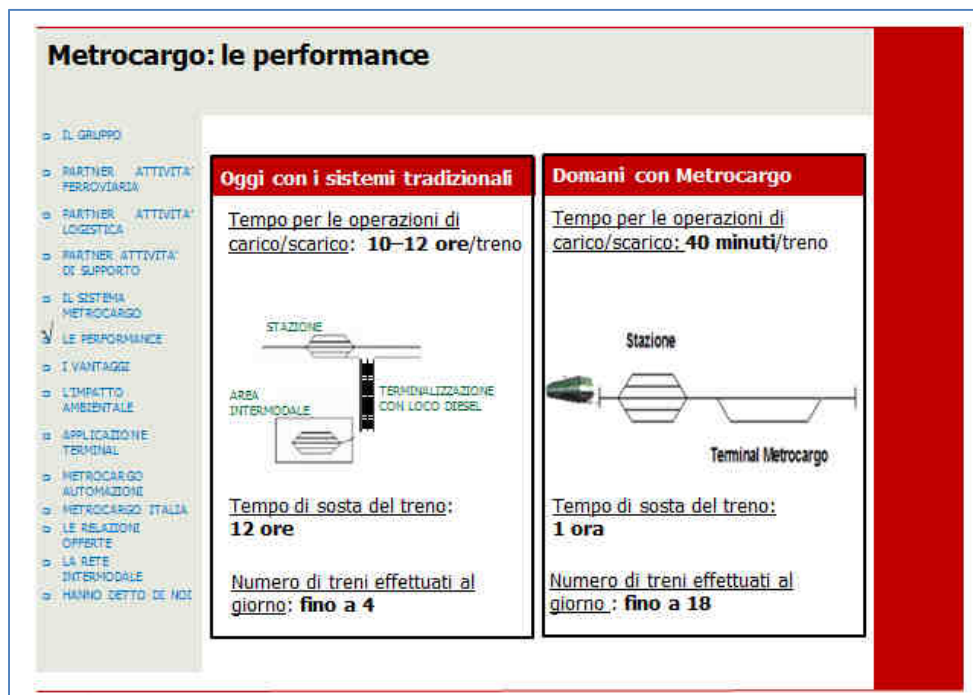 Metrocargo: le performance
IL GRUPPO
PARTNER ATTIVITA'
FERROVIARIA
PARTNER ATTIVITA'
LOGISTICA
PARTNER ATTIVITA'
DI SUPPORTO
IL SISTEMA
METROCARGO
LE PERFORMANCE
I VANTAGGI
L'IMPATTO
AMBIENTALE
APPLICAZIONE
TERMINAL
METROCARGO
AUTOMAZIONI
METROCARGO ITALIA
LE RELAZIONI
OFFERTE
LA RETE
INTERMODALE
HANNO DETTO DI NOI
Oggi con i sistemi tradizionali
Tempo per le operazioni di
carico/scarico: 10–12 ore/treno
STAZIONE
AREA
INTERMODALE
TERMINALIZZAZIONE
CON LOCO DIESEL
Tempo di sosta del treno:
12 ore
Numero di treni effettuati al
giorno: fino a 4
Domani con Metrocargo
Tempo per le operazioni di
carico/scarico: 40 minuti/treno
Stazione
Terminal Metrocargo
Tempo di sosta del treno:
1 ora
Numero di treni effettuati al
giorno : fino a 18